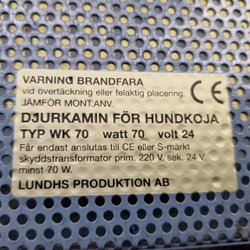 VARNING BRANDFARA
vid övertäckning eller felaktig placering.
JÄMFÖR MONT.ANV.
CE
DJURKAMIN FÖR HUNDKOJA
TYP WK 70 watt 70 volt 24
Får endast anslutas till CE eller S-märkt
skyddstransformator prim. 220 V, sek. 24 V,
minst 70 W.
LUNDHS PRODUKTION AB